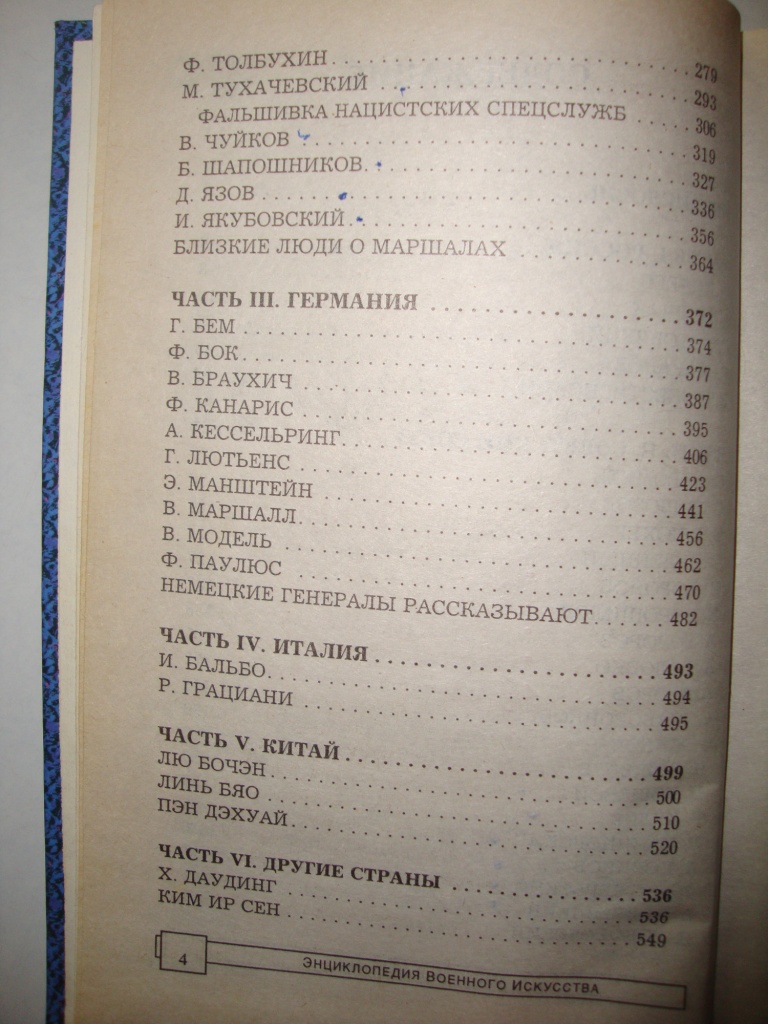 Ф. ТОЛБУХИН . . . . . . . . . . . . . . . . . . . . 279
М. ТУХАЧЕВСКИЙ . . . . . . . . . . . . . . . . . 293
ФАЛЬШИВКА НАЦИСТСКИХ СПЕЦСЛУЖБ . . . . . 306
В. ЧУЙКОВ . . . . . . . . . . . . . . . . . . . . 319
Б. ШАПОШНИКОВ . . . . . . . . . . . . . . . . . 327
Д. ЯЗОВ . . . . . . . . . . . . . . . . . . . . 336
И. ЯКУБОВСКИЙ . . . . . . . . . . . . . . . . . 356
БЛИЗКИЕ ЛЮДИ О МАРШАЛАХ . . . . . . . . . . 364
ЧАСТЬ III. ГЕРМАНИЯ . . . . . . . . . . . . . . 372
Г. БЕМ . . . . . . . . . . . . . . . . . . . . 374
Ф. БОК . . . . . . . . . . . . . . . . . . . . 377
В. БРАУХИЧ . . . . . . . . . . . . . . . . . . 387
Ф. КАНАРИС . . . . . . . . . . . . . . . . . . 395
А. КЕССЕЛЬРИНГ . . . . . . . . . . . . . . . . 406
Г. ЛЮТЬЕНС . . . . . . . . . . . . . . . . . . 423
Э. МАНШТЕЙН . . . . . . . . . . . . . . . . . 441
В. МАРШАЛЛ . . . . . . . . . . . . . . . . . . 456
В. МОДЕЛЬ . . . . . . . . . . . . . . . . . . 462
Ф. ПАУЛЮС . . . . . . . . . . . . . . . . . . 470
НЕМЕЦКИЕ ГЕНЕРАЛЫ РАССКАЗЫВАЮТ . . . . . . 482
ЧАСТЬ IV. ИТАЛИЯ . . . . . . . . . . . . . . . 493
И. БАЛЬБО . . . . . . . . . . . . . . . . . . 494
Р. ГРАЦИАНИ . . . . . . . . . . . . . . . . . 495
ЧАСТЬ V. КИТАЙ . . . . . . . . . . . . . . . . 499
ЛЮ БОЧЭН . . . . . . . . . . . . . . . . . . . 500
ЛИНЬ БЯО . . . . . . . . . . . . . . . . . . . 510
ПЭН ДЭХУАЙ . . . . . . . . . . . . . . . . . . 520
ЧАСТЬ VI. ДРУГИЕ СТРАНЫ . . . . . . . . . . . 536
Х. ДАУДИНГ . . . . . . . . . . . . . . . . . . 536
КИМ ИР СЕН . . . . . . . . . . . . . . . . . . 549
4 ЭНЦИКЛОПЕДИЯ ВОЕННОГО ИСКУССТВА